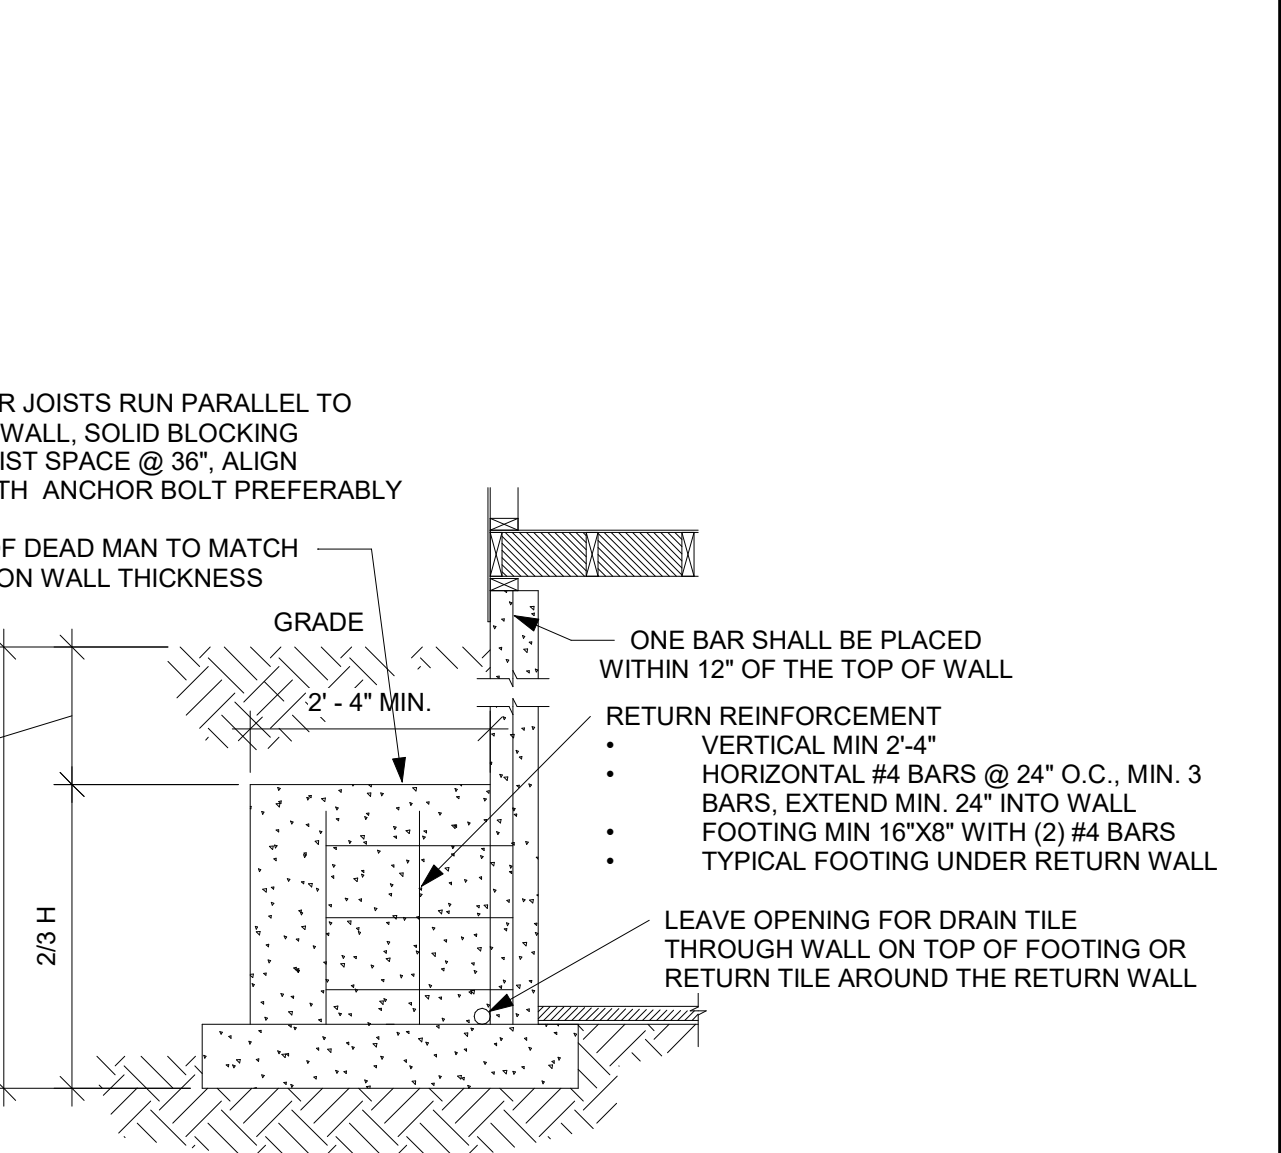 R JOISTS RUN PARALLEL TO
WALL, SOLID BLOCKING
IST SPACE @ 36", ALIGN
TH ANCHOR BOLT PREFERABLY
F DEAD MAN TO MATCH
ON WALL THICKNESS
GRADE
2' - 4" MIN.
2/3 H
ONE BAR SHALL BE PLACED
WITHIN 12" OF THE TOP OF WALL
RETURN REINFORCEMENT
• VERTICAL MIN 2'-4"
• HORIZONTAL #4 BARS @ 24" O.C., MIN. 3
BARS, EXTEND MIN. 24" INTO WALL
• FOOTING MIN 16"X8" WITH (2) #4 BARS
• TYPICAL FOOTING UNDER RETURN WALL
LEAVE OPENING FOR DRAIN TILE
THROUGH WALL ON TOP OF FOOTING OR
RETURN TILE AROUND THE RETURN WALL